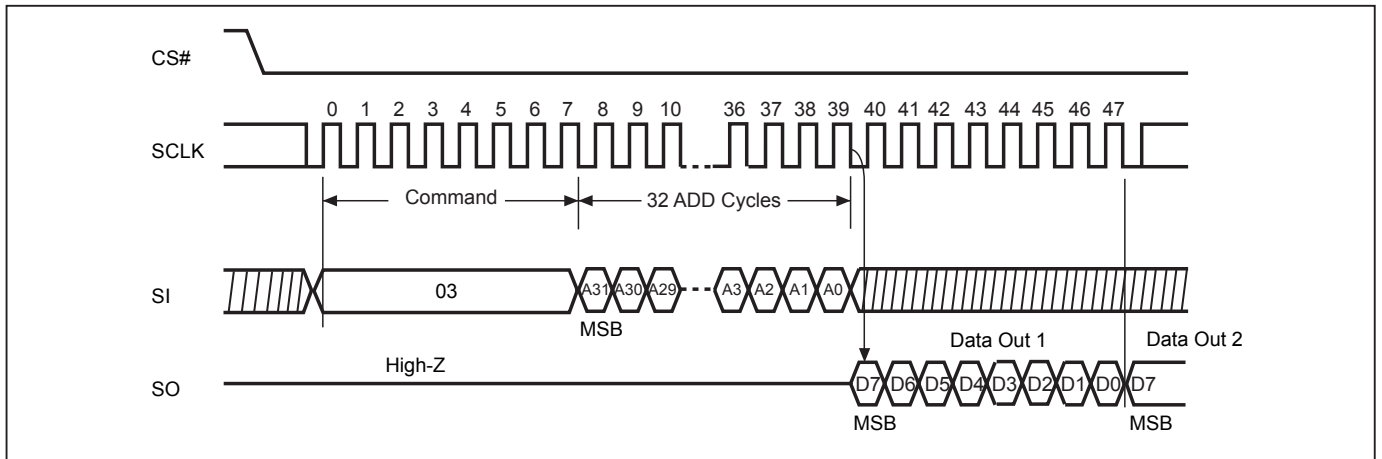 CS#
0 1 2 3 4 5 6 7 8 9 10 36 37 38 39 40 41 42 43 44 45 46 47
SCLK
Command 32 ADD Cycles
SI 03 A31 A30 A29 A3 A2 A1 A0
MSB
Data Out 1 Data Out 2
High-Z
SO D7 D6 D5 D4 D3 D2 D1 D0 D7
MSB MSB